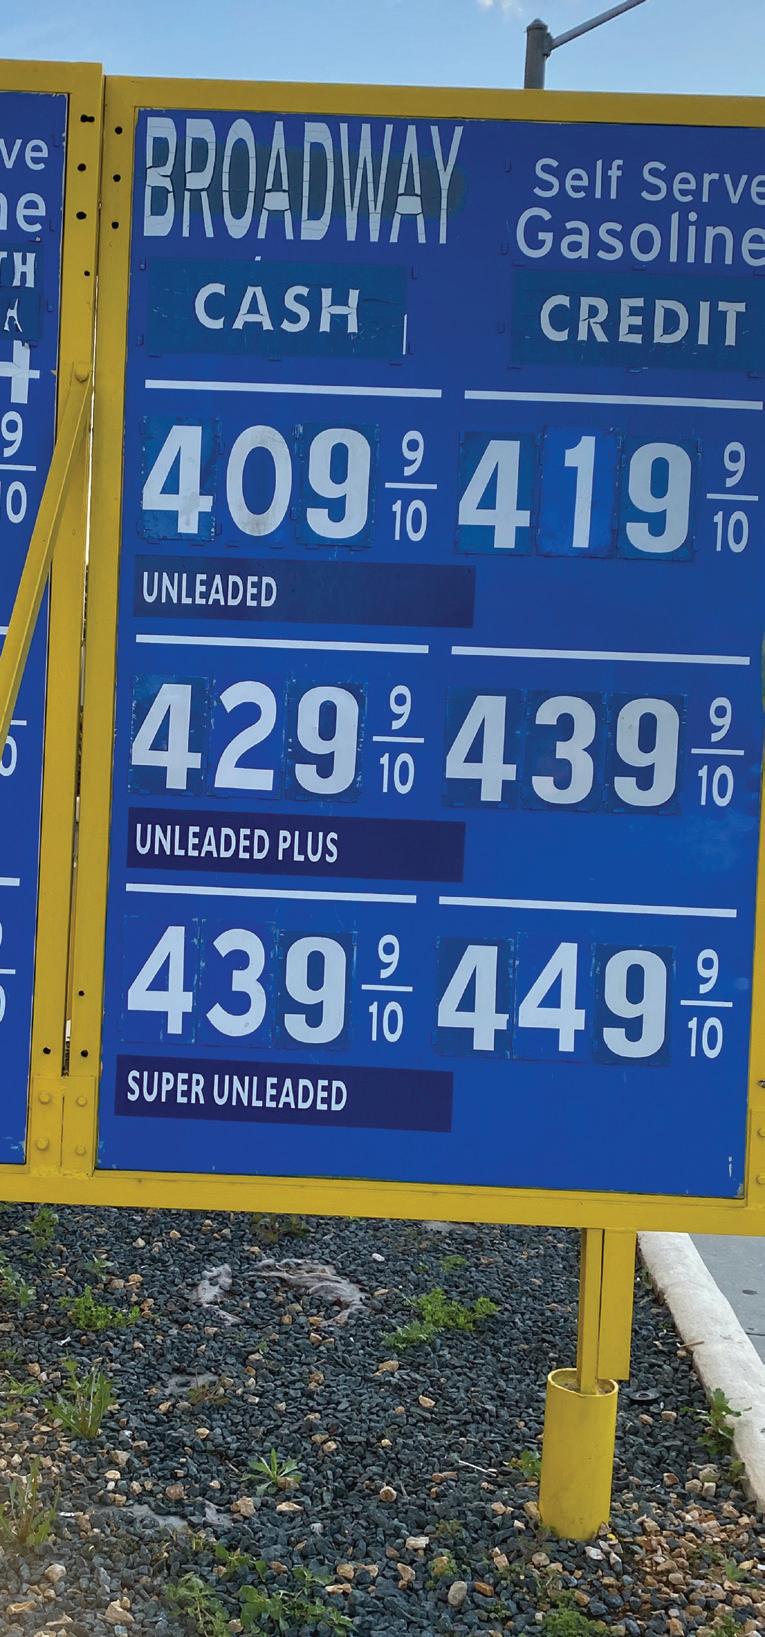 BROADWAY
Self Serve
Gasoline
CASH
CREDIT
409 9/10 419 9/10
UNLEADED
429 9/10 439 9/10
UNLEADED PLUS
439 9/10 449 9/10
SUPER UNLEADED